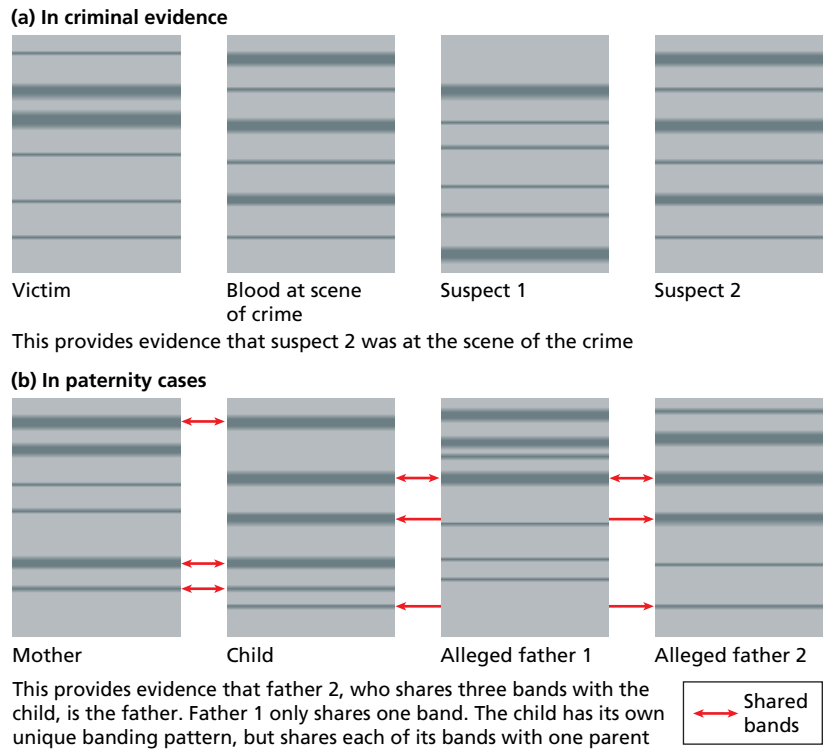 (a) In criminal evidence
Victim
Blood at scene
of crime
Suspect 1
Suspect 2
This provides evidence that suspect 2 was at the scene of the crime
(b) In paternity cases
Mother
Child
Alleged father 1
Alleged father 2
This provides evidence that father 2, who shares three bands with the
child, is the father. Father 1 only shares one band. The child has its own
unique banding pattern, but shares each of its bands with one parent
Shared
bands